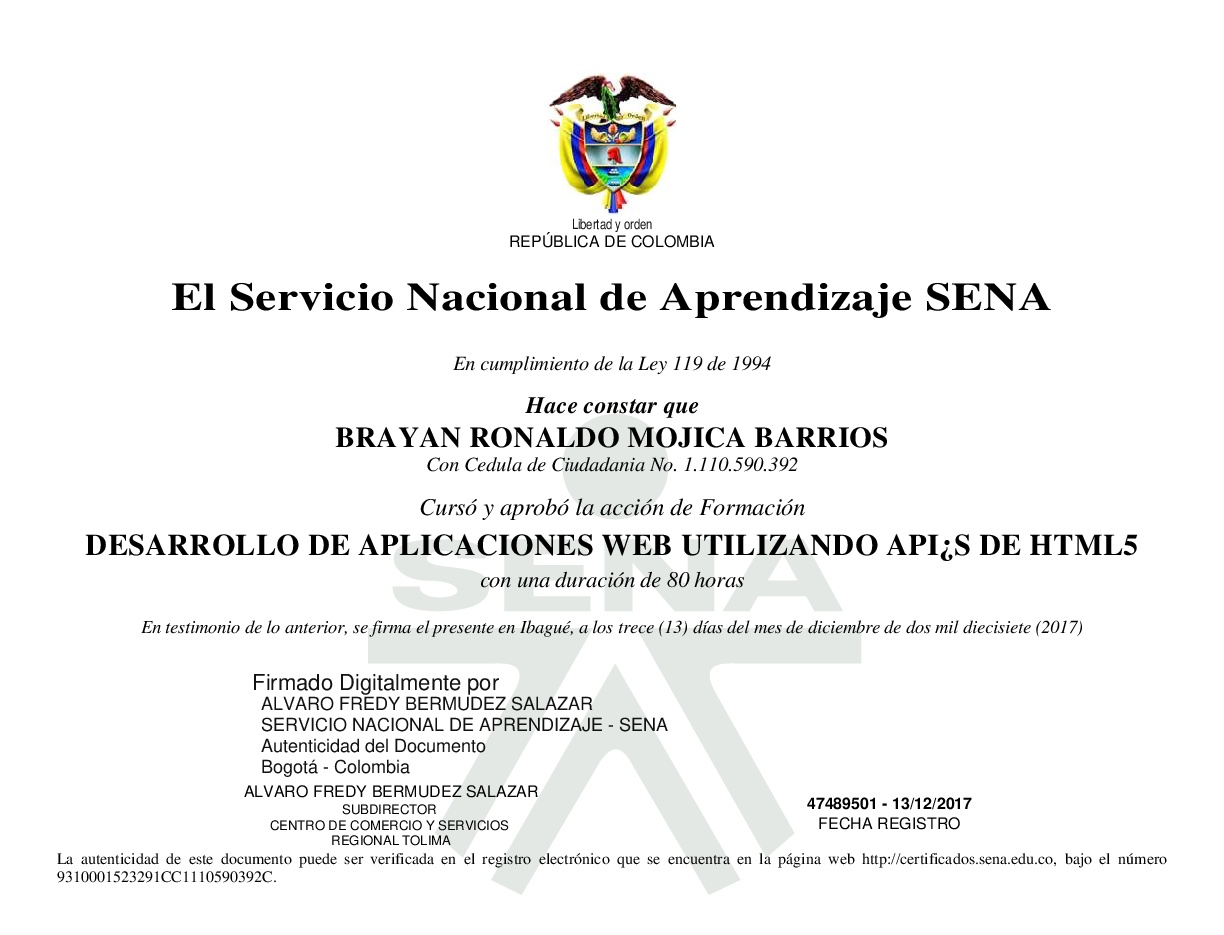 Libertad y Orden
Libertad y orden
REPÚBLICA DE COLOMBIA
El Servicio Nacional de Aprendizaje SENA
En cumplimiento de la Ley 119 de 1994
Hace constar que
BRAYAN RONALDO MOJICA BARRIOS
Con Cedula de Ciudadania No. 1.110.590.392
Cursó y aprobó la acción de Formación
DESARROLLO DE APLICACIONES WEB UTILIZANDO API¿S DE HTML5
SENA
con una duración de 80 horas
En testimonio de lo anterior, se firma el presente en Ibagué, a los trece (13) días del mes de diciembre de dos mil diecisiete (2017)
Firmado Digitalmente por
ALVARO FREDY BERMUDEZ SALAZAR
SERVICIO NACIONAL DE APRENDIZAJE - SENA
Autenticidad del Documento
Bogotá - Colombia
ALVARO FREDY BERMUDEZ SALAZAR
SUBDIRECTOR
CENTRO DE COMERCIO Y SERVICIOS
REGIONAL TOLIMA
47489501 - 13/12/2017
FECHA REGISTRO
La autenticidad de este documento puede ser verificada en el registro electrónico que se encuentra en la página web http://certificados.sena.edu.co, bajo el número
9310001523291CC1110590392C.